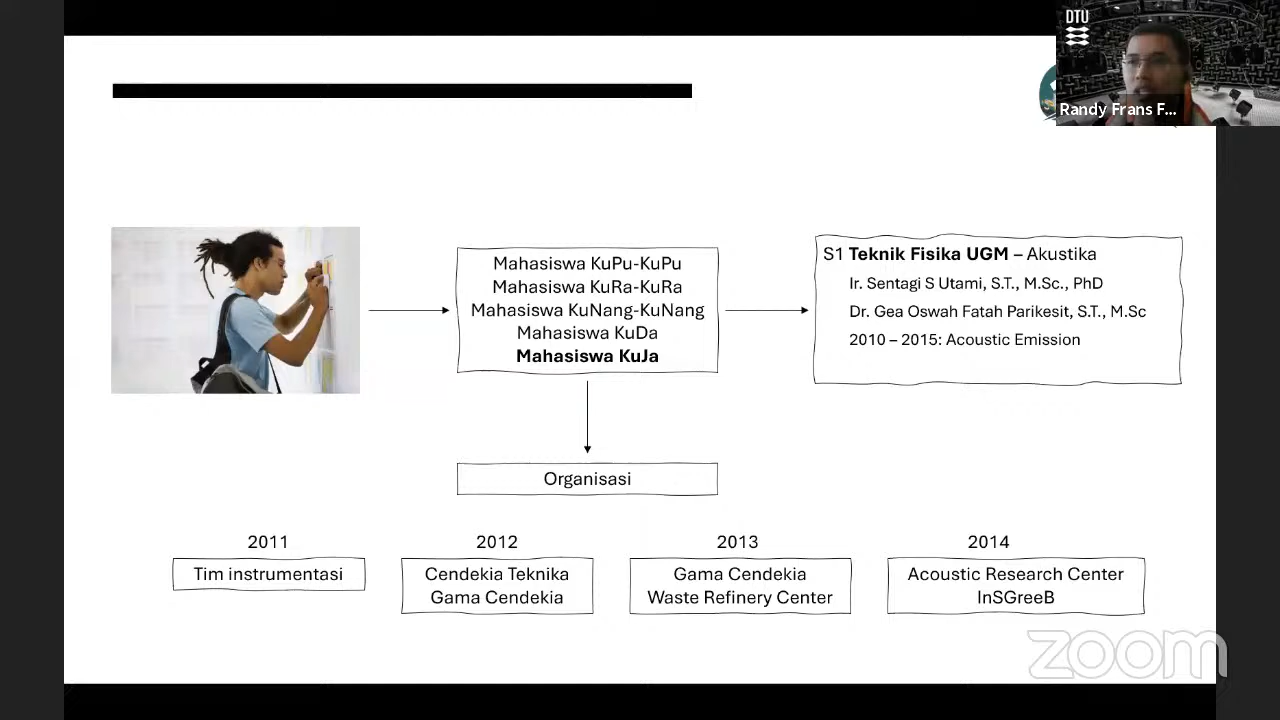 DTU
Randy Frans F...
Mahasiswa KuPu-KuPu
Mahasiswa KuRa-KuRa
Mahasiswa KuNang-KuNang
Mahasiswa KuDa
Mahasiswa KuJa
S1 Teknik Fisika UGM – Akustika
Ir. Sentagi S Utami, S.T., M.Sc., PhD
Dr. Gea Oswah Fatah Parikesit, S.T., M.Sc
2010 – 2015: Acoustic Emission
Organisasi
2011
Tim instrumentasi
2012
Cendekia Teknika
Gama Cendekia
2013
Gama Cendekia
Waste Refinery Center
2014
Acoustic Research Center
InSGreeB
zoom